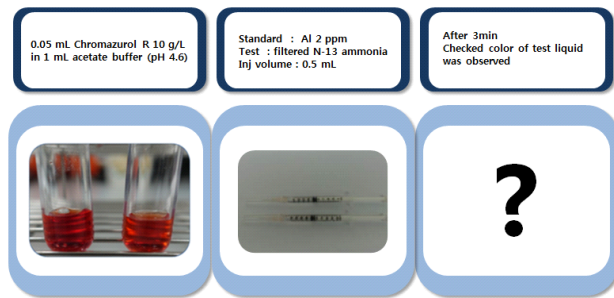 0.05 mL Chromazurol R 10 g/L
in 1 mL acetate buffer (pH 4.6)
Standard : Al 2 ppm
Test : filtered N-13 ammonia
Inj volume : 0.5 mL
After 3min
Checked color of test liquid
was observed
?